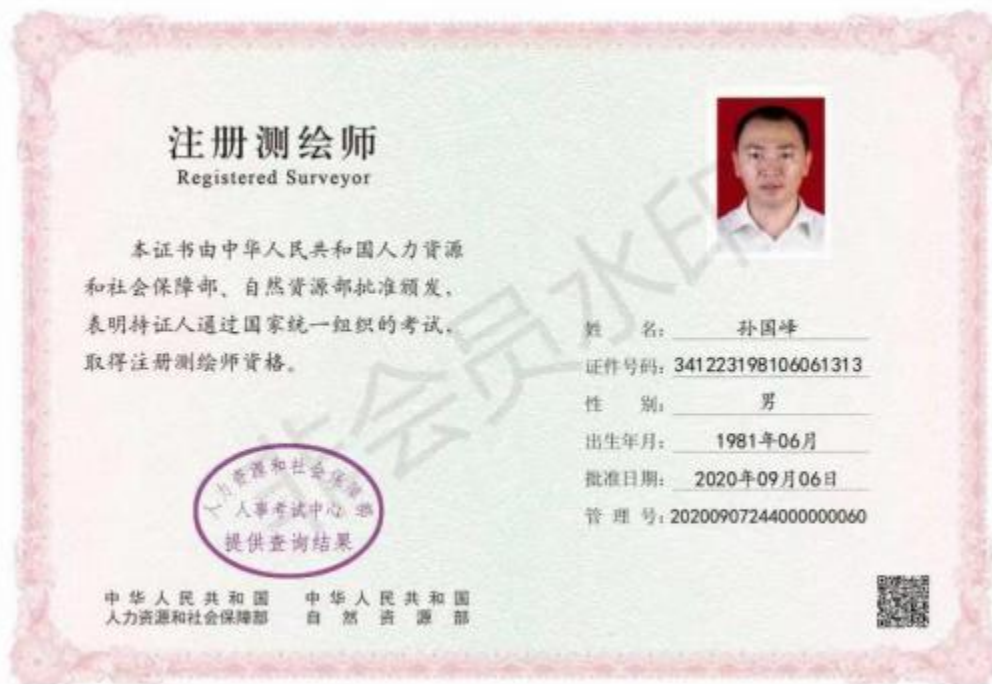 注册测绘师
Registered Surveyor
本证书由中华人民共和国人力资源
和社会保障部、自然资源部批准颁发，
表明持证人通过国家统一组织的考试，
取得注册测绘师资格。
人力资源和社会保障部
人事考试中心
提供查询结果
中华人民共和国
人力资源和社会保障部
中华人民共和国
自然资源部
姓 名： 孙国峰
证件号码： 341223198106061313
性 别： 男
出生年月： 1981年06月
批准日期： 2020年09月06日
管 理 号： 20200907244000000060
非会员水印